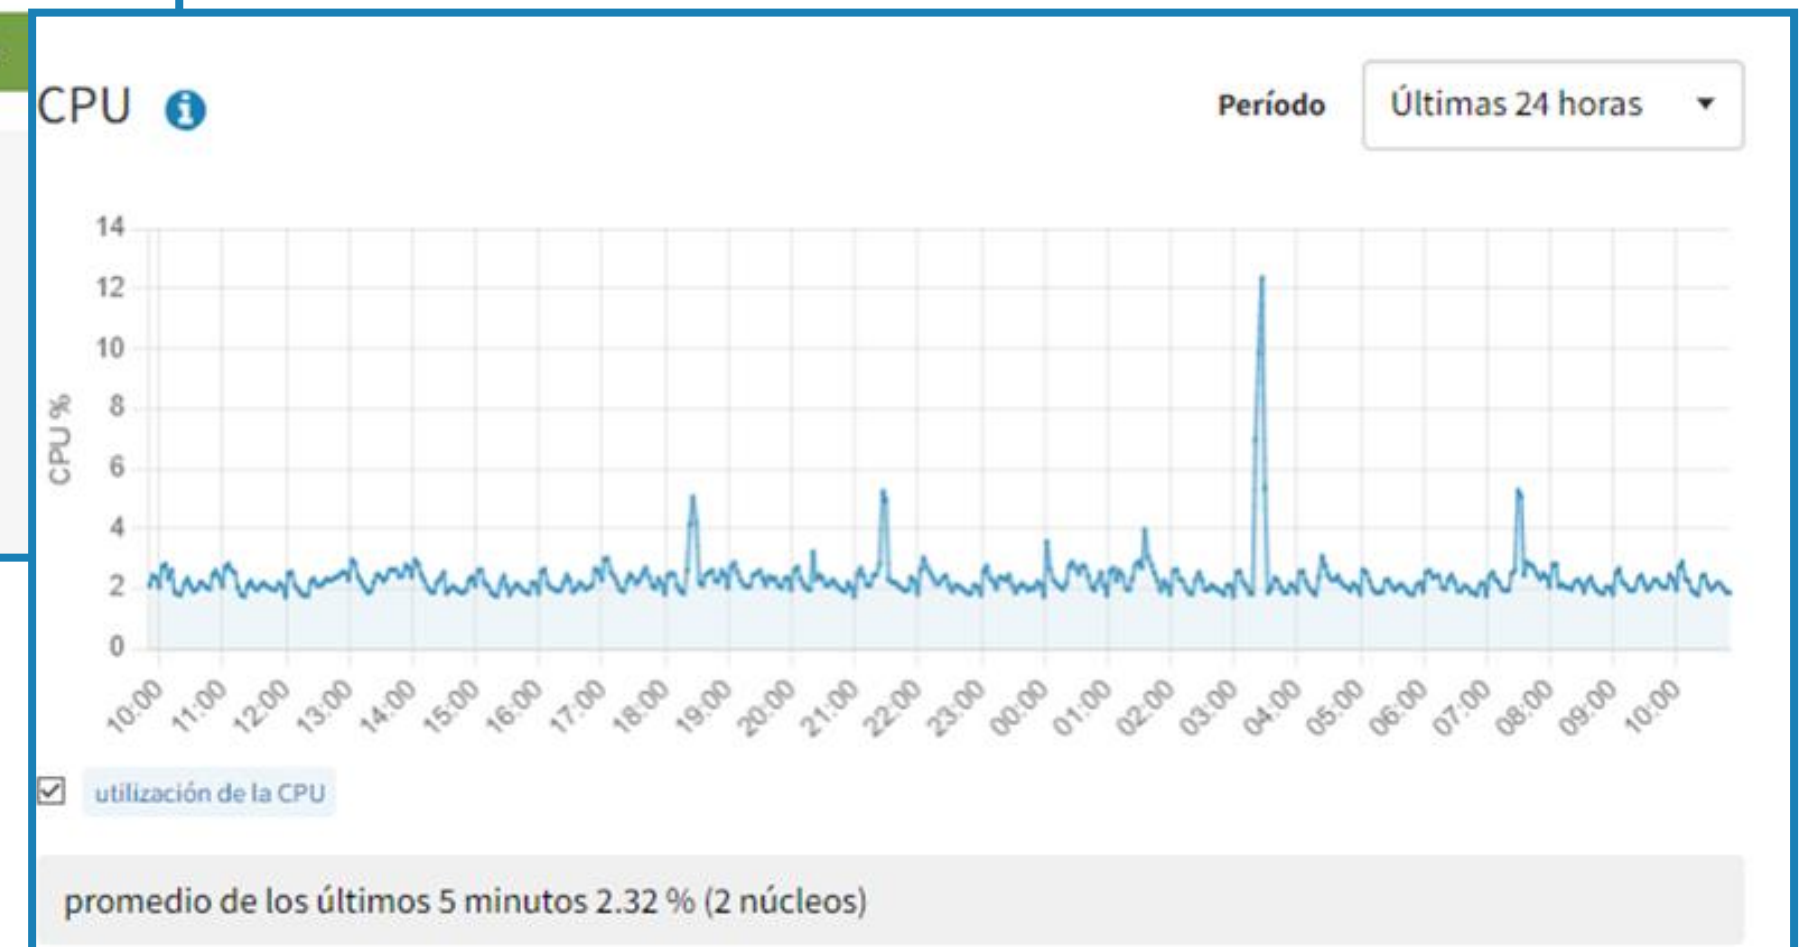 CPU
Período
Últimas 24 horas
14
12
10
8
6
4
2
0
CPU %
10:00 11:00 12:00 13:00 14:00 15:00 16:00 17:00 18:00 19:00 20:00 21:00 22:00 23:00 00:00 01:00 02:00 03:00 04:00 05:00 06:00 07:00 08:00 09:00 10:00
utilización de la CPU
promedio de los últimos 5 minutos 2.32 % (2 núcleos)